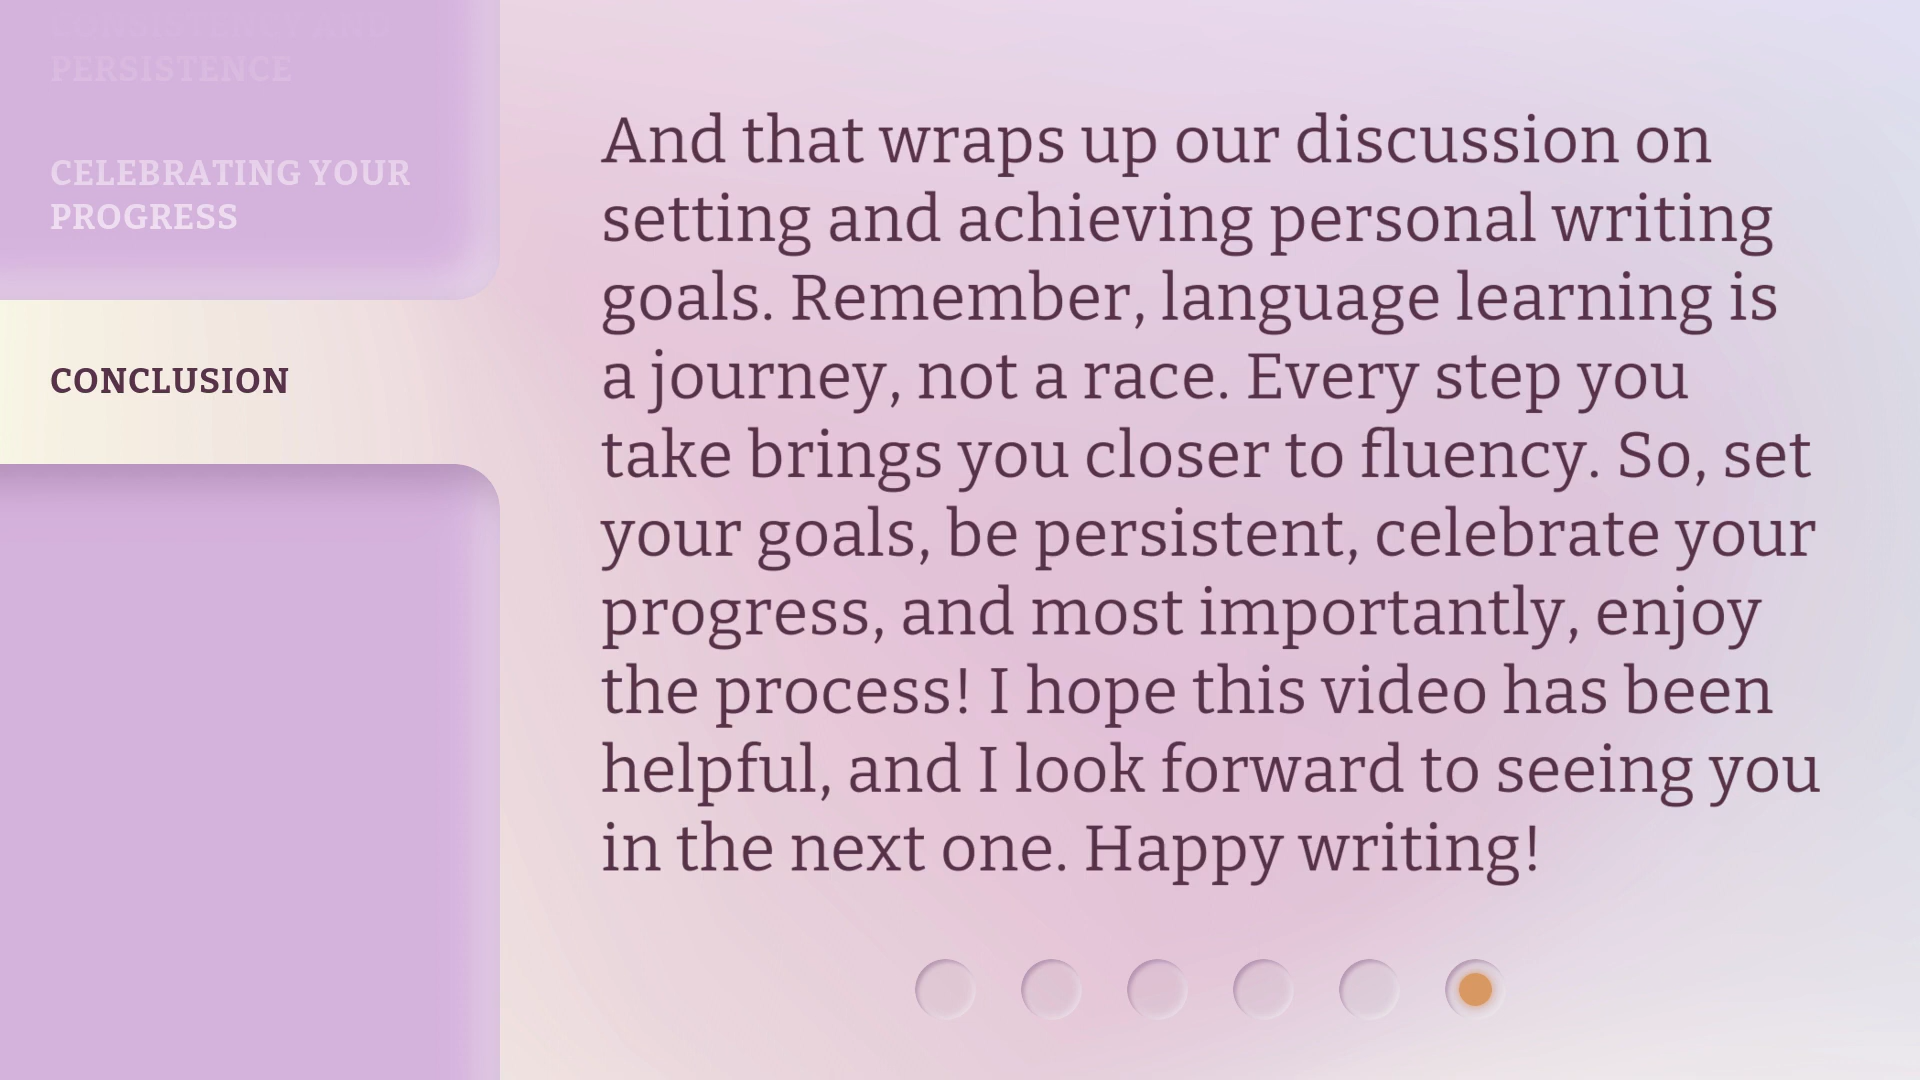 CONSISTENCY AND
PERSISTENCE
CELEBRATING YOUR
PROGRESS
CONCLUSION
And that wraps up our discussion on
setting and achieving personal writing
goals. Remember, language learning is
a journey, not a race. Every step you
take brings you closer to fluency. So, set
your goals, be persistent, celebrate your
progress, and most importantly, enjoy
the process! I hope this video has been
helpful, and I look forward to seeing you
in the next one. Happy writing!